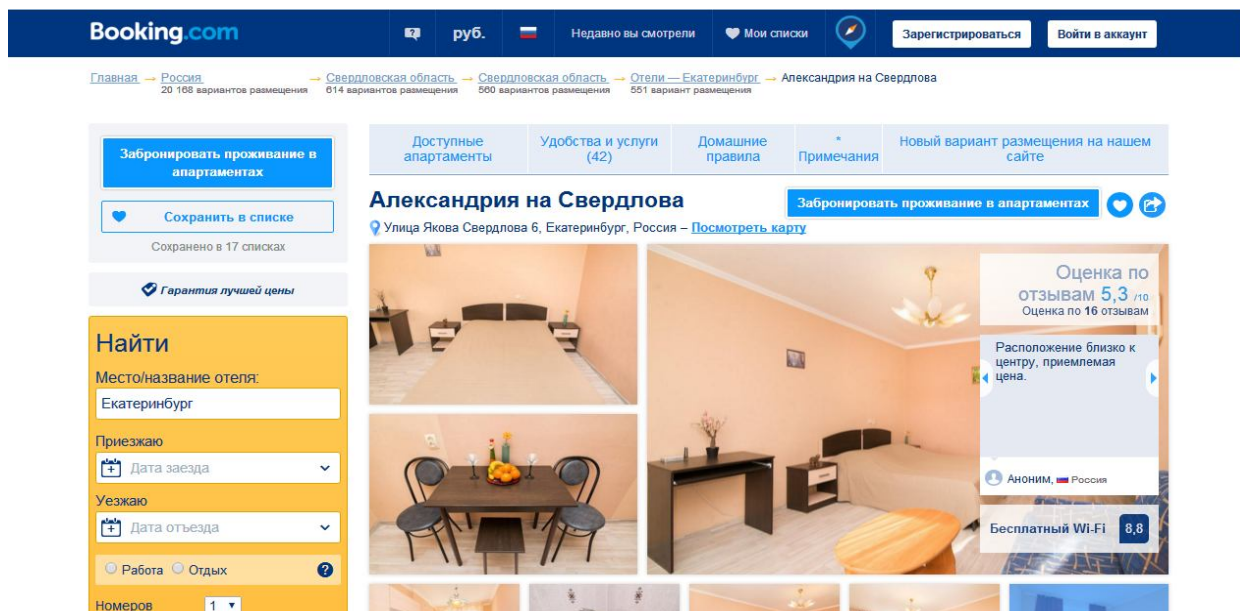 Booking.com
руб.
Недавно вы смотрели
Мои списки
Зарегистрироваться
Войти в аккаунт
Главная → Россия → Свердловская область → Свердловская область → Отели — Екатеринбург → Александрия на Свердлова
20 168 вариантов размещения 614 вариантов размещения 560 вариантов размещения 551 вариант размещения
Забронировать проживание в
апартаментах
Сохранить в списке
Сохранено в 17 списках
Гарантия лучшей цены
Найти
Место/название отеля:
Екатеринбург
Приезжаю
Дата заезда
Уезжаю
Дата отъезда
Работа Отдых ?
Номеров 1
Доступные
апартаменты
Удобства и услуги
(42)
Домашние
правила
*
Примечания
Новый вариант размещения на нашем
сайте
Александрия на Свердлова
Забронировать проживание в апартаментах
Улица Якова Свердлова 6, Екатеринбург, Россия – Посмотреть карту
Оценка по
отзывам 5,3 /10
Оценка по 16 отзывам
Расположение близко к
центру, приемлемая
цена.
Аноним, Россия
Бесплатный Wi-Fi 8,8